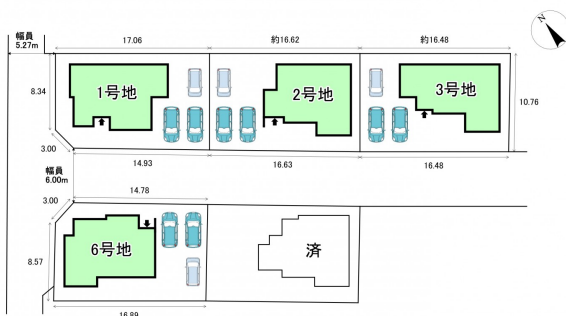 幅員
5.27m
17.06
約16.62
約16.48
N
8.34
1号地
2号地
3号地
10.76
3.00
14.93
16.63
16.48
幅員
6.00m
14.78
3.00
8.57
6号地
済
16.89